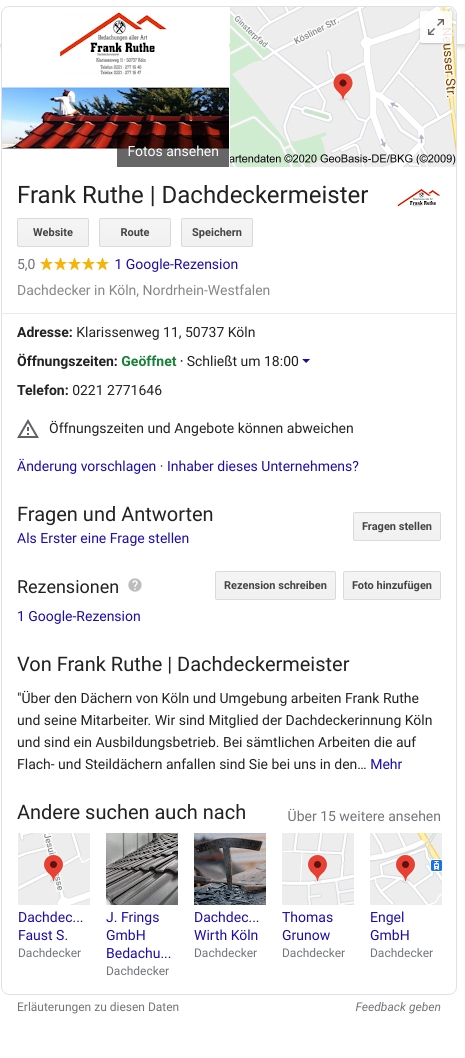 Bedachungen aller Art
Frank Ruthe
Klarissenweg 11 · 50737 Köln
Telefon 0221 · 277 16 46
Telefax 0221 · 277 16 47
Ginsterpfad
Kösliner Str.
Neusser Str.
Fotos ansehen
artendaten ©2020 GeoBasis-DE/BKG (©2009)
Frank Ruthe | Dachdeckermeister
Frank Ruthe
Website
Route
Speichern
5,0 ★★★★★ 1 Google-Rezension
Dachdecker in Köln, Nordrhein-Westfalen
Adresse: Klarissenweg 11, 50737 Köln
Öffnungszeiten: Geöffnet · Schließt um 18:00
Telefon: 0221 2771646
Öffnungszeiten und Angebote können abweichen
Änderung vorschlagen · Inhaber dieses Unternehmens?
Fragen und Antworten
Als Erster eine Frage stellen
Fragen stellen
Rezensionen ?
Rezension schreiben
Foto hinzufügen
1 Google-Rezension
Von Frank Ruthe | Dachdeckermeister
"Über den Dächern von Köln und Umgebung arbeiten Frank Ruthe
und seine Mitarbeiter. Wir sind Mitglied der Dachdeckerinnung Köln
und sind ein Ausbildungsbetrieb. Bei sämtlichen Arbeiten die auf
Flach- und Steildächern anfallen sind Sie bei uns in den… Mehr
Andere suchen auch nach
Über 15 weitere ansehen
Dachdec...
Faust S.
Dachdecker
J. Frings
GmbH
Bedachu...
Dachdecker
Dachdec...
Wirth Köln
Dachdecker
Thomas
Grunow
Dachdecker
Engel
GmbH
Dachdecker
Erläuterungen zu diesen Daten
Feedback geben